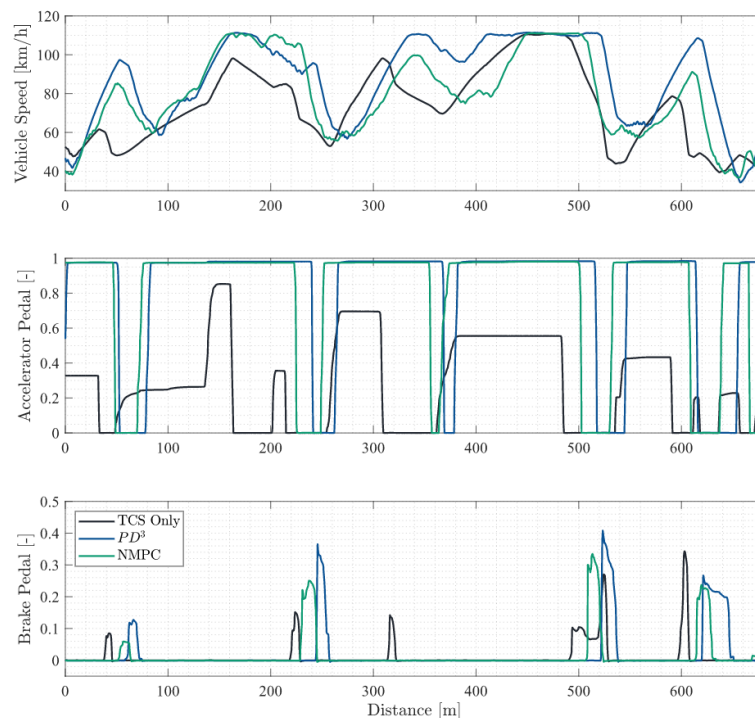 120
100
80
60
40
Vehicle Speed [km/h]
0 100 200 300 400 500 600
1
0.8
0.6
0.4
0.2
0
Accelerator Pedal [-]
0 100 200 300 400 500 600
0.5
0.4
0.3
0.2
0.1
0
Brake Pedal [-]
TCS Only
PD³
NMPC
0 100 200 300 400 500 600
Distance [m]